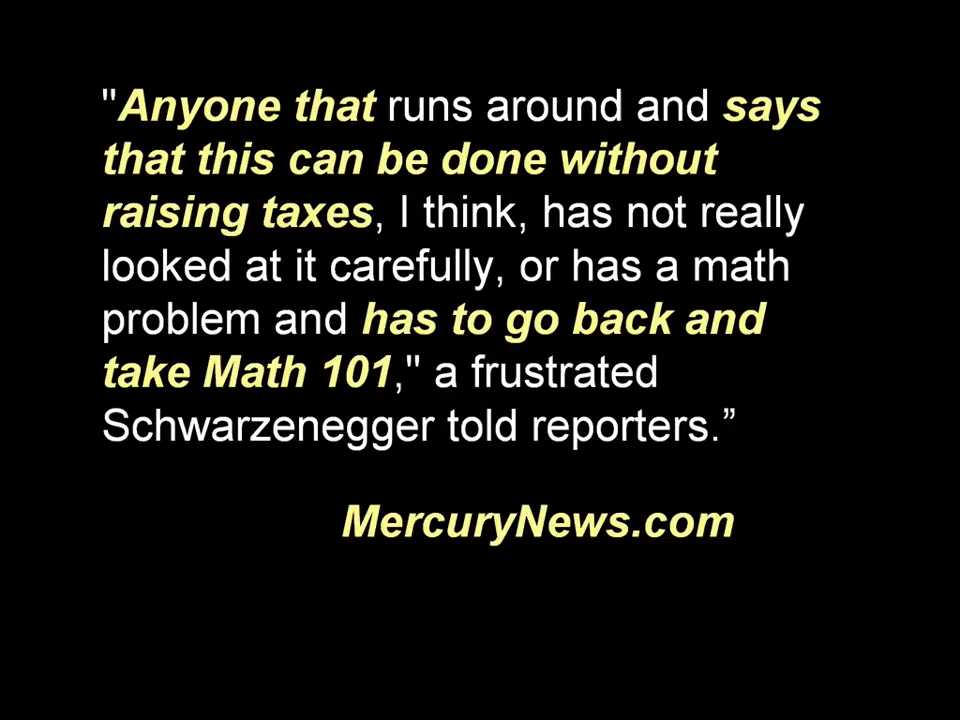 "Anyone that runs around and says
that this can be done without
raising taxes, I think, has not really
looked at it carefully, or has a math
problem and has to go back and
take Math 101," a frustrated
Schwarzenegger told reporters.”
MercuryNews.com